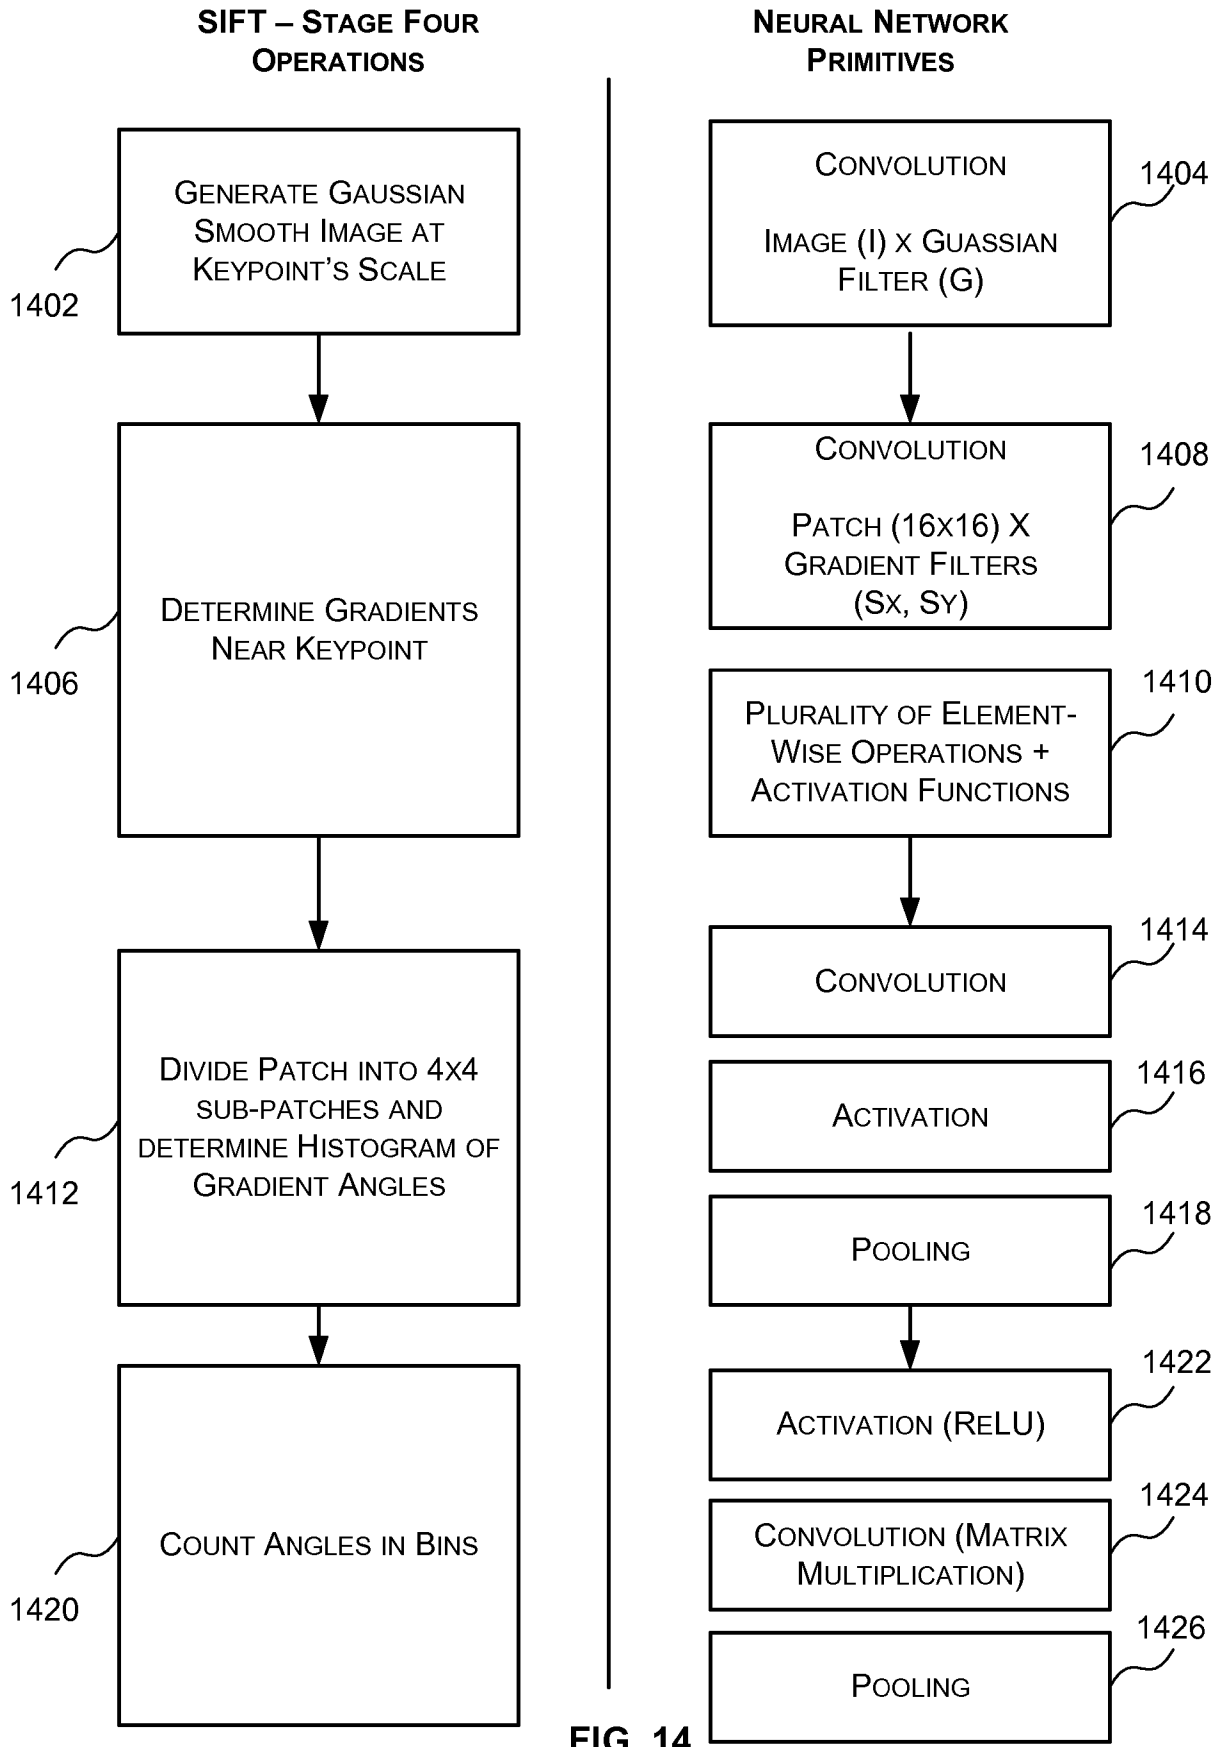 SIFT – STAGE FOUR
OPERATIONS
GENERATE GAUSSIAN
SMOOTH IMAGE AT
KEYPOINT'S SCALE
1402
DETERMINE GRADIENTS
NEAR KEYPOINT
1406
DIVIDE PATCH INTO 4X4
SUB-PATCHES AND
DETERMINE HISTOGRAM OF
GRADIENT ANGLES
1412
COUNT ANGLES IN BINS
1420
NEURAL NETWORK
PRIMITIVES
CONVOLUTION
IMAGE (I) X GUASSIAN
FILTER (G)
1404
CONVOLUTION
PATCH (16X16) X
GRADIENT FILTERS
(SX, SY)
1408
PLURALITY OF ELEMENT-
WISE OPERATIONS +
ACTIVATION FUNCTIONS
1410
CONVOLUTION
1414
ACTIVATION
1416
POOLING
1418
ACTIVATION (RELU)
1422
CONVOLUTION (MATRIX
MULTIPLICATION)
1424
POOLING
1426
FIG. 14